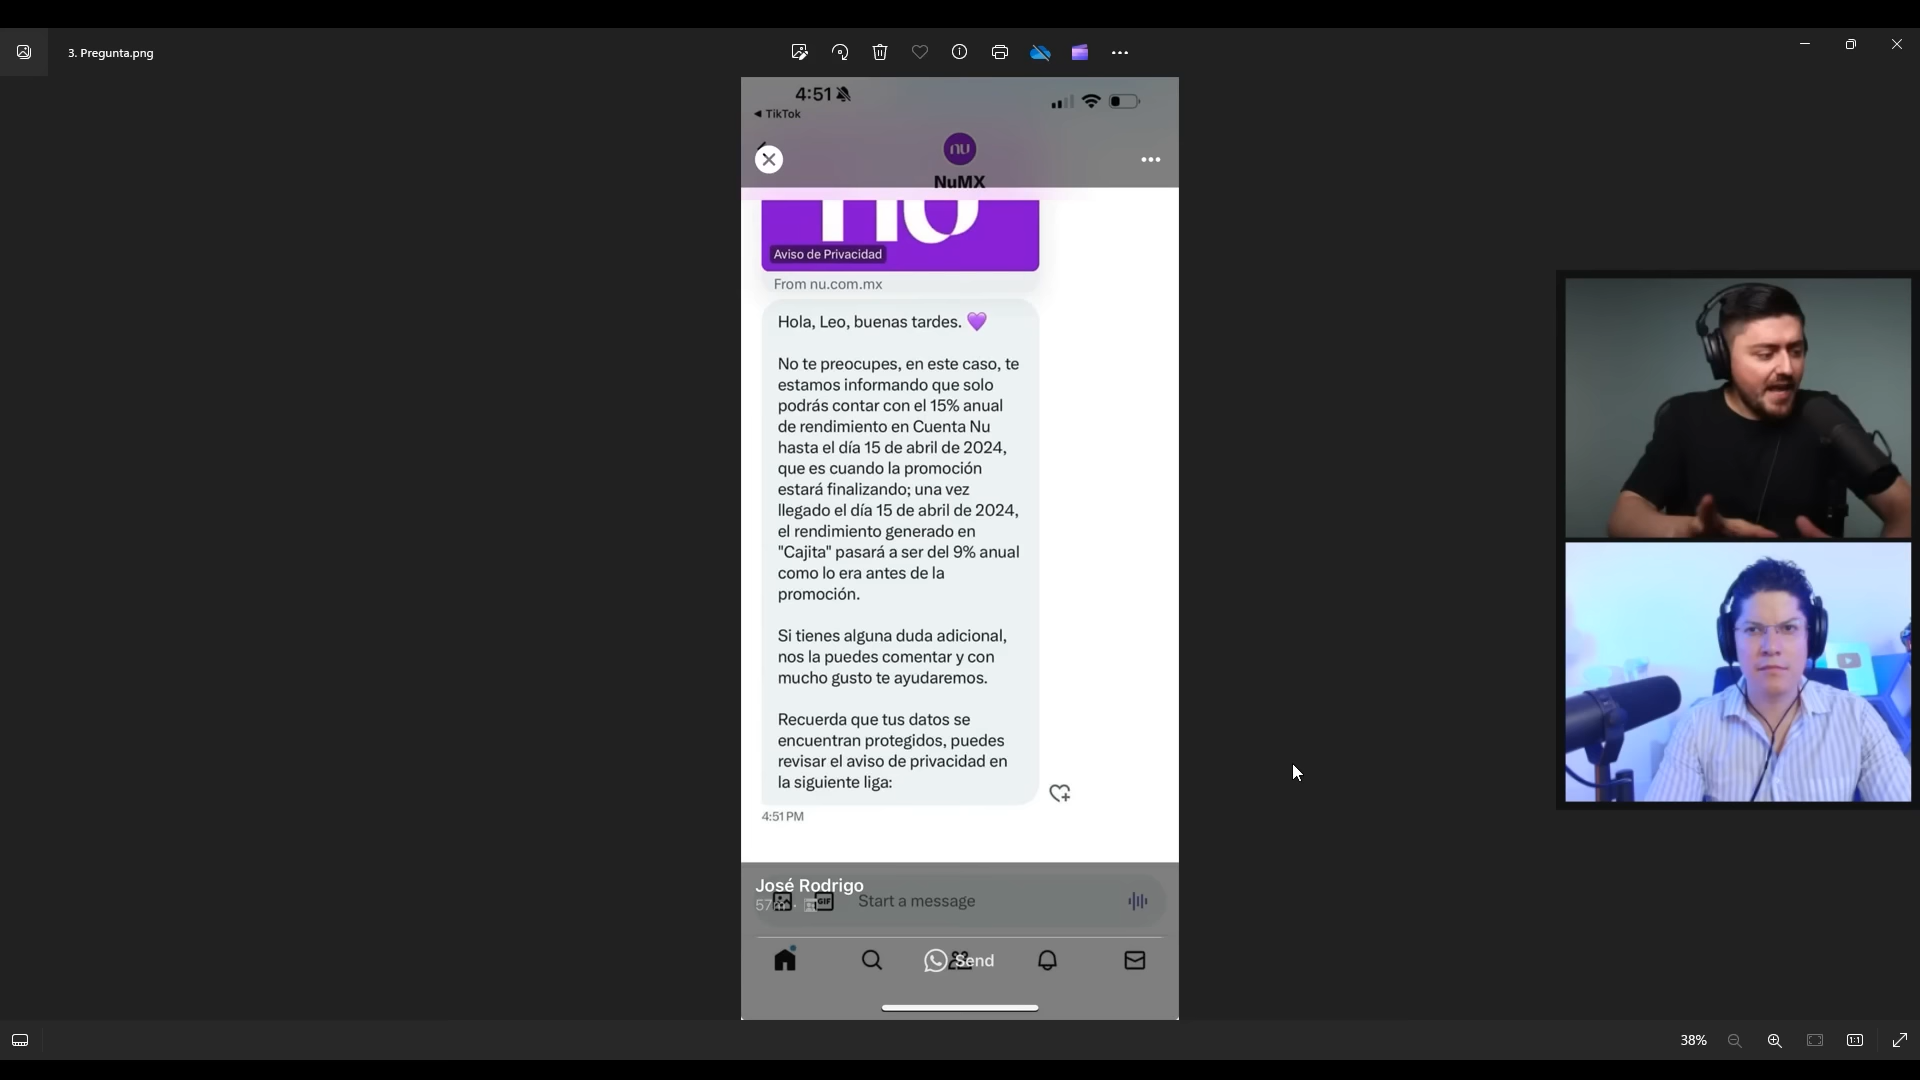 3. Pregunta.png
4:51
◄ TikTok
nu
NuMX
nu
Aviso de Privacidad
From nu.com.mx
Hola, Leo, buenas tardes. 💜
No te preocupes, en este caso, te
estamos informando que solo
podrás contar con el 15% anual
de rendimiento en Cuenta Nu
hasta el día 15 de abril de 2024,
que es cuando la promoción
estará finalizando; una vez
llegado el día 15 de abril de 2024,
el rendimiento generado en
"Cajita" pasará a ser del 9% anual
como lo era antes de la
promoción.
Si tienes alguna duda adicional,
nos la puedes comentar y con
mucho gusto te ayudaremos.
Recuerda que tus datos se
encuentran protegidos, puedes
revisar el aviso de privacidad en
la siguiente liga:
4:51 PM
José Rodrigo
GIF
Start a message
Send
38%
1:1